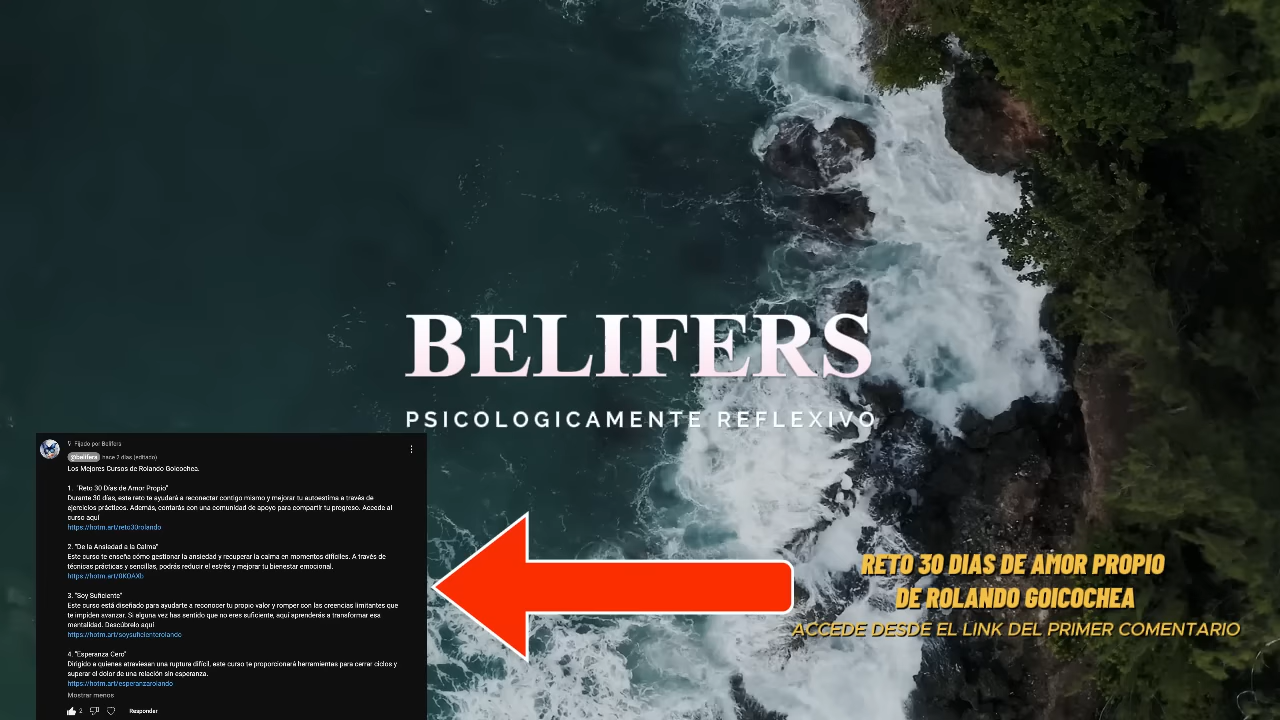 BELIFERS
PSICOLOGICAMENTE REFLEXIVO
Fijado por Belifers
@belifers hace 2 días (editado)
Los Mejores Cursos de Rolando Goicochea.
1. "Reto 30 Días de Amor Propio"
Durante 30 días, este reto te ayudará a reconectar contigo mismo y mejorar tu autoestima a través de
ejercicios prácticos. Además, contarás con una comunidad de apoyo para compartir tu progreso. Accede al
curso aquí
https://hotm.art/reto30rolando
2. "De la Ansiedad a la Calma"
Este curso te enseña cómo gestionar la ansiedad y recuperar la calma en momentos difíciles. A través de
técnicas prácticas y sencillas, podrás reducir el estrés y mejorar tu bienestar emocional.
https://hotm.art/0KOAXb
3. "Soy Suficiente"
Este curso está diseñado para ayudarte a reconocer tu propio valor y romper con las creencias limitantes que
te impiden avanzar. Si alguna vez has sentido que no eres suficiente, aquí aprenderás a transformar esa
mentalidad. Descúbrelo aquí
https://hotm.art/soysuficienterolando
4. "Esperanza Cero"
Dirigido a quienes atraviesan una ruptura difícil, este curso te proporcionará herramientas para cerrar ciclos y
superar el dolor de una relación sin esperanza.
https://hotm.art/esperanzarolando
Mostrar menos
2 Responder
RETO 30 DIAS DE AMOR PROPIO
DE ROLANDO GOICOCHEA
ACCEDE DESDE EL LINK DEL PRIMER COMENTARIO